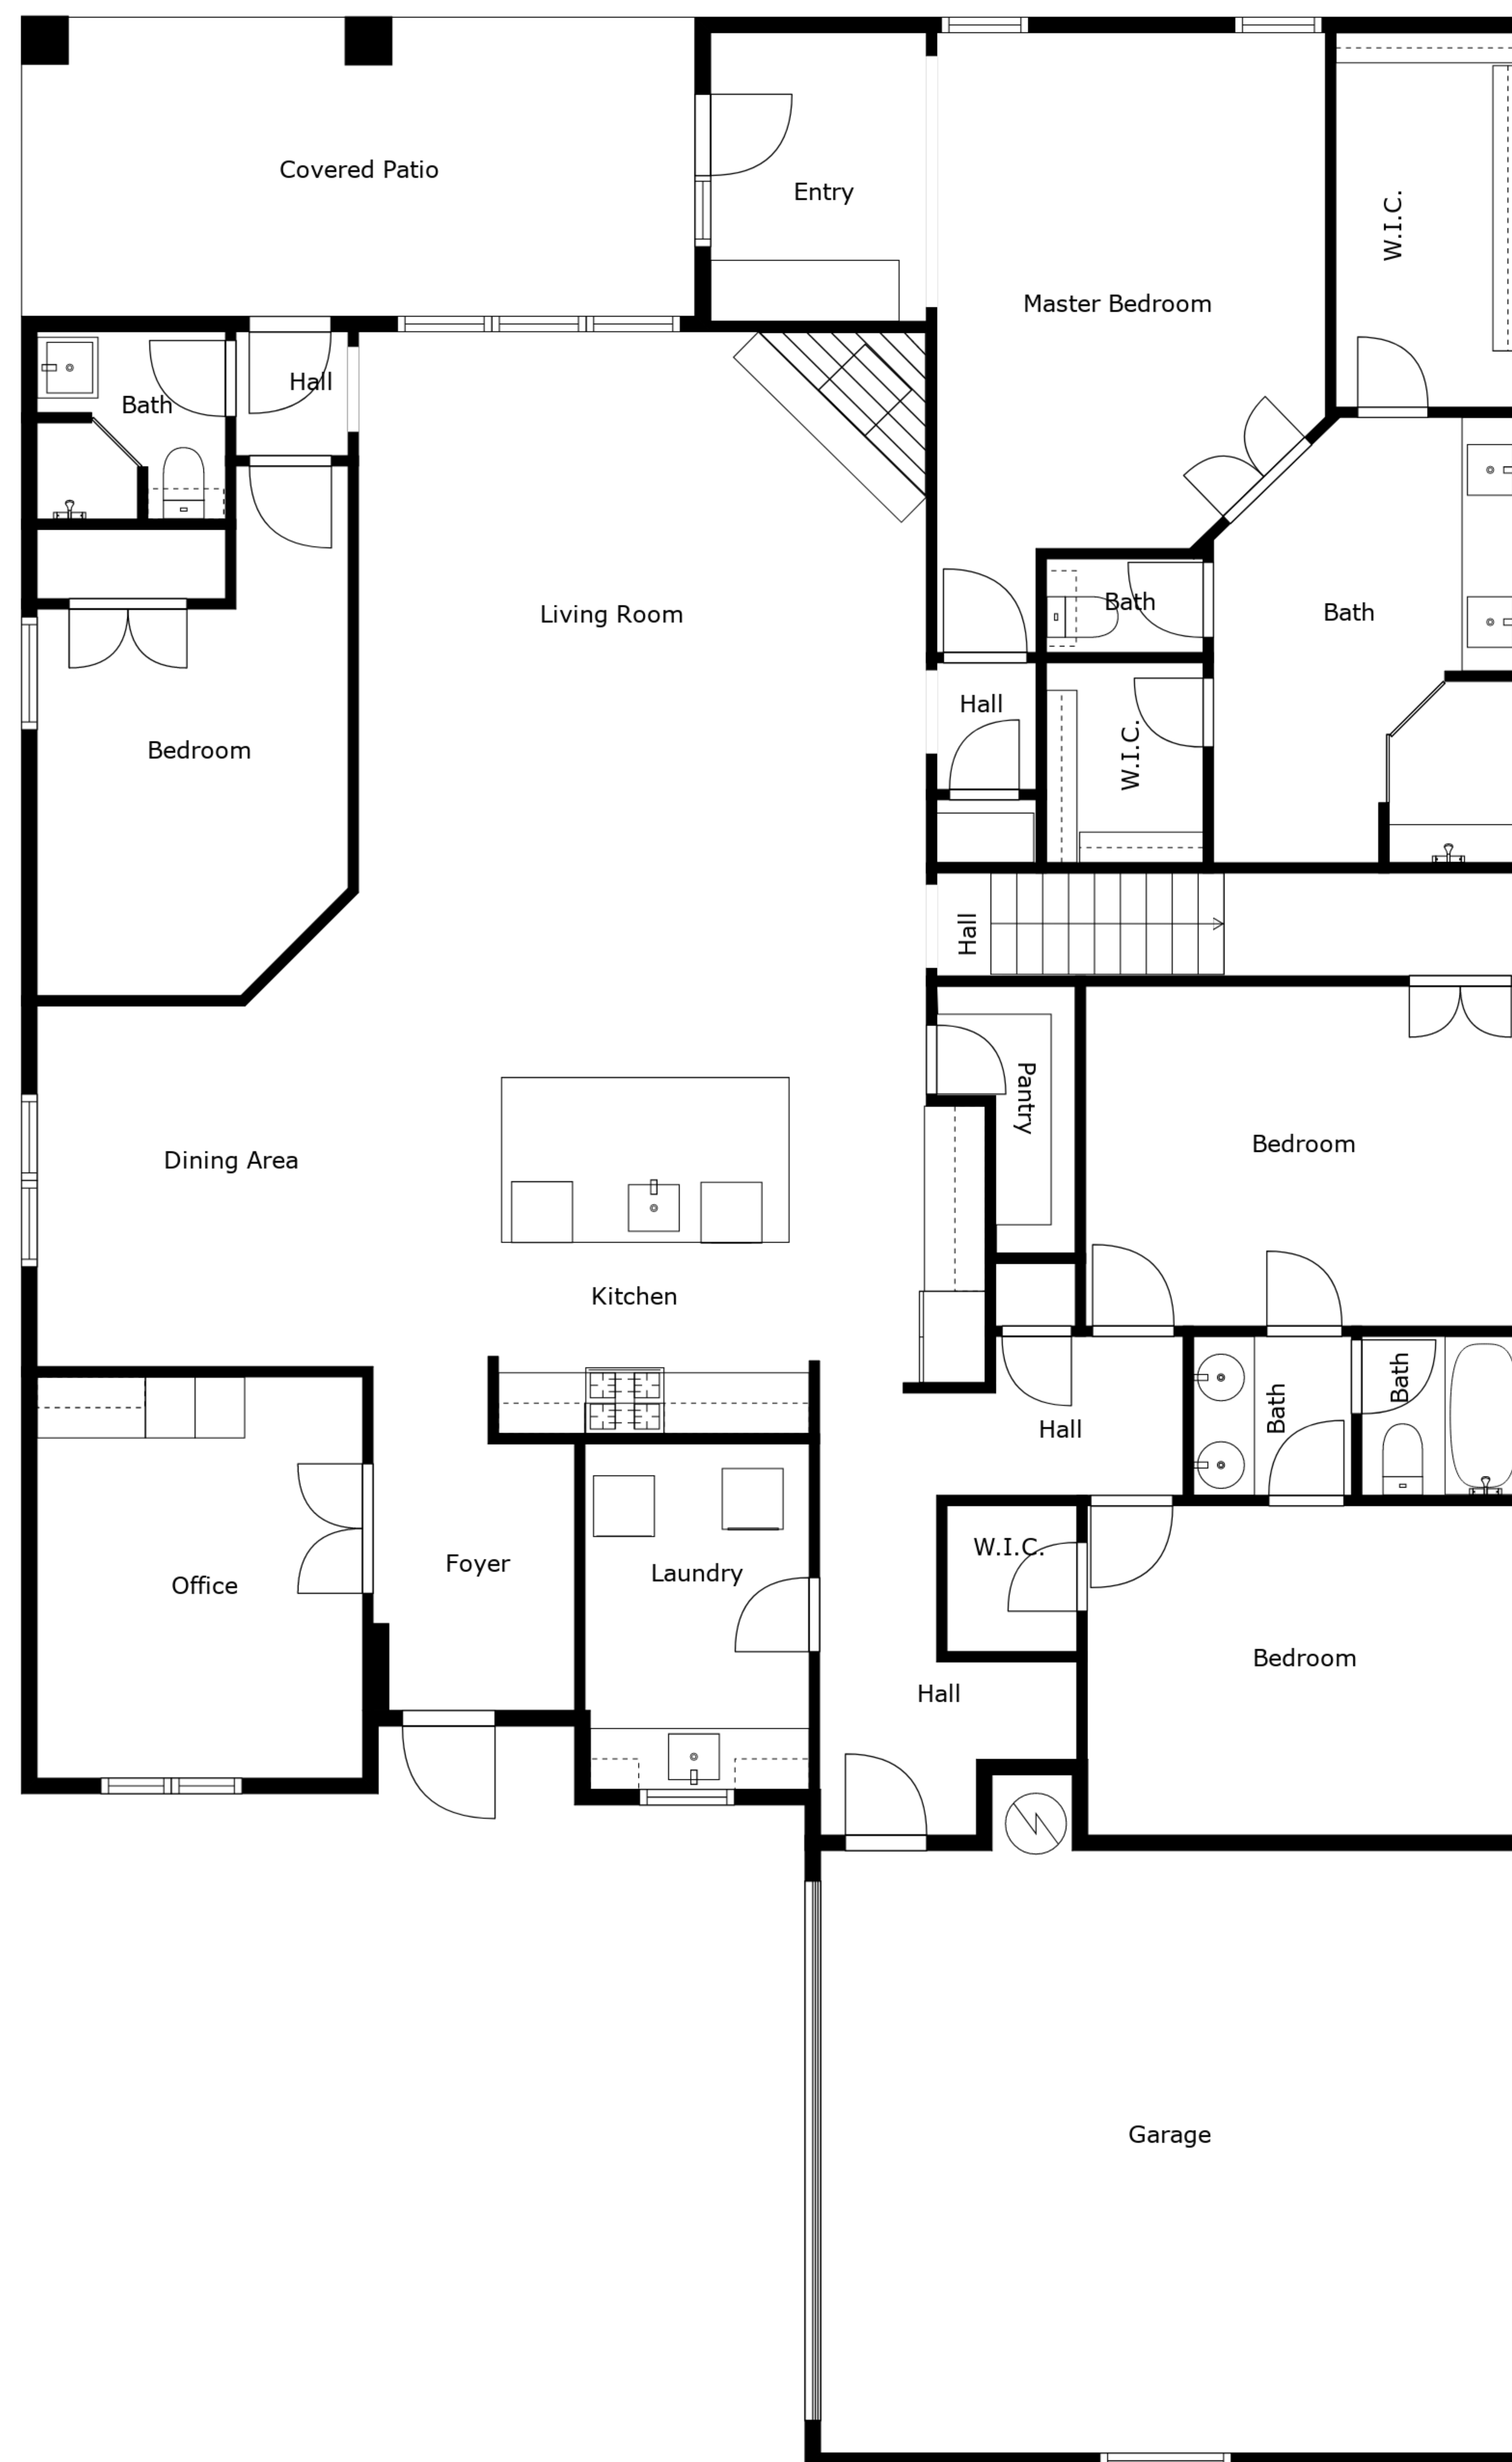 Covered Patio
Entry
W.I.C.
Master Bedroom
Hall
Bath
Living Room
Bath
Bath
Hall
W.I.C.
Bedroom
Hall
Pantry
Bedroom
Dining Area
Kitchen
Bath
Bath
Hall
W.I.C.
Foyer
Laundry
Office
Bedroom
Hall
Garage